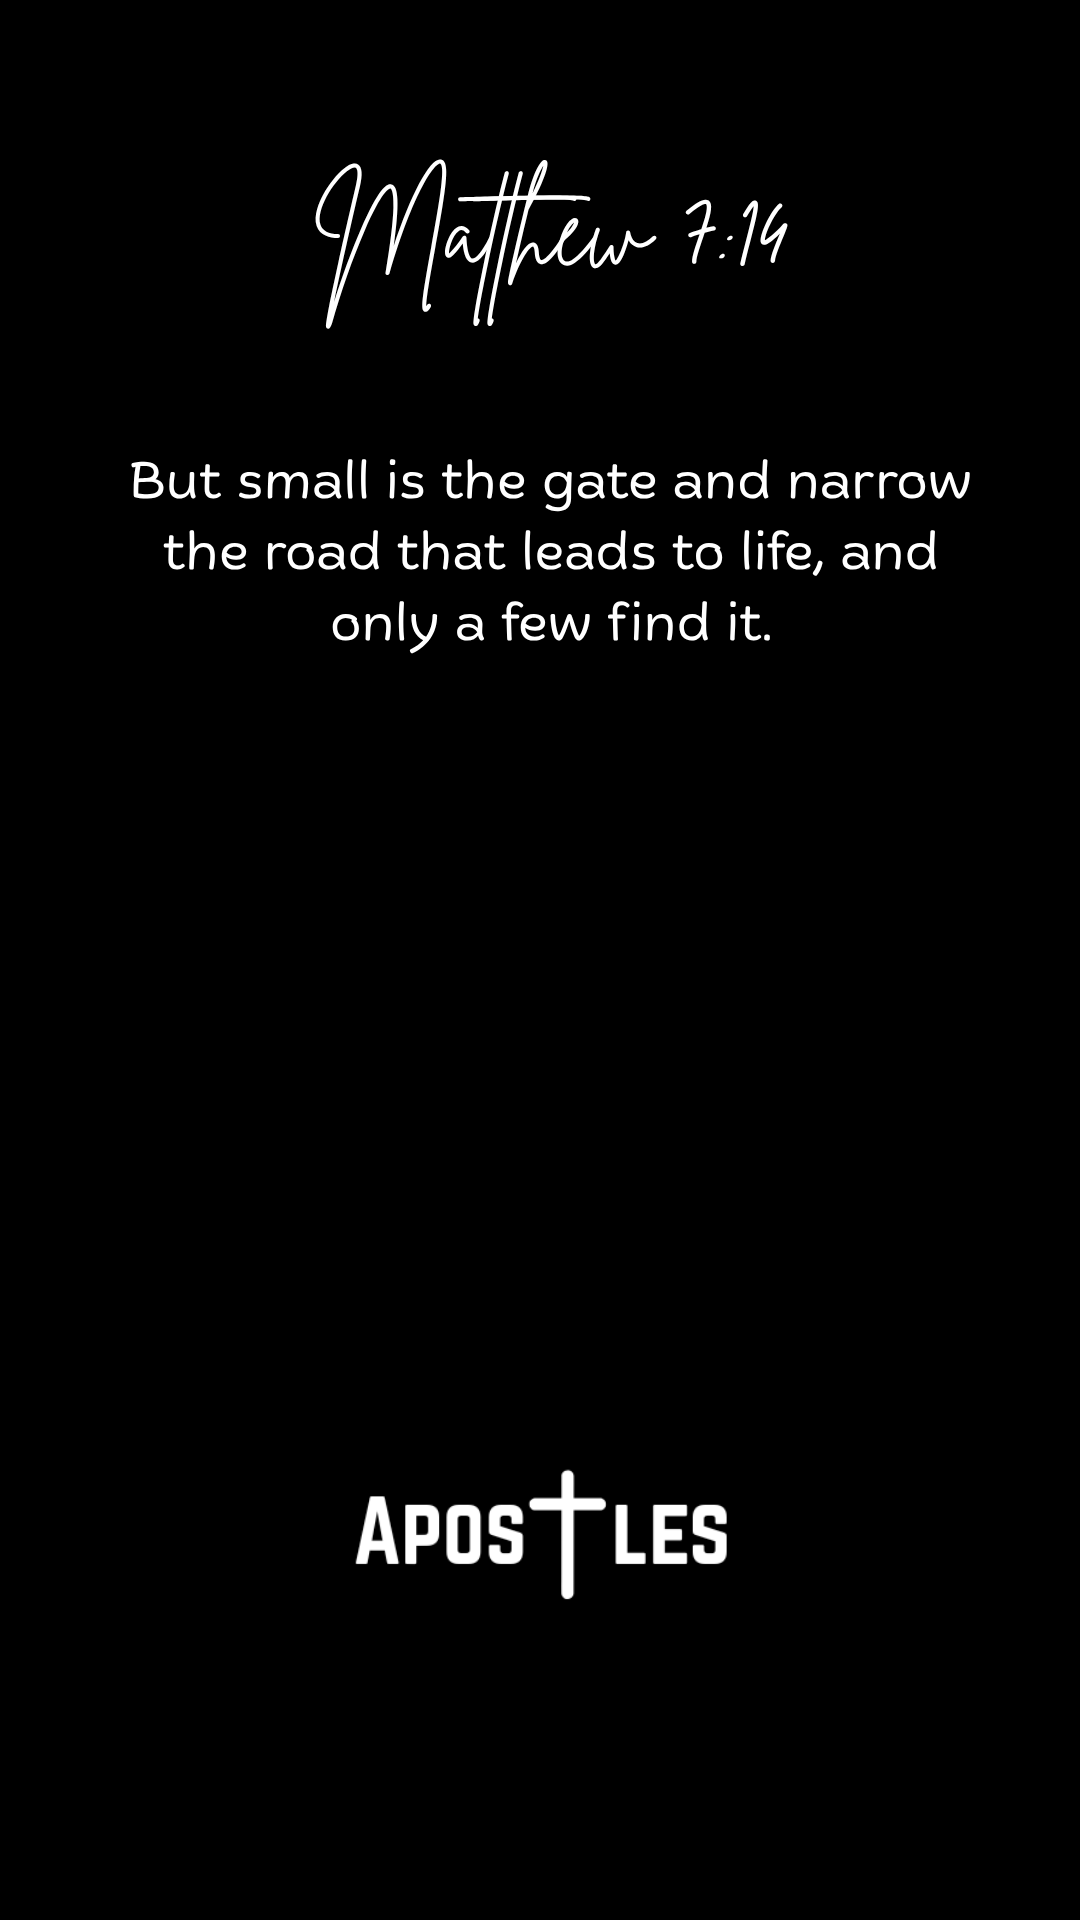 Matthew 7:14
But small is the gate and narrow
the road that leads to life, and
only a few find it.
APOSTLES